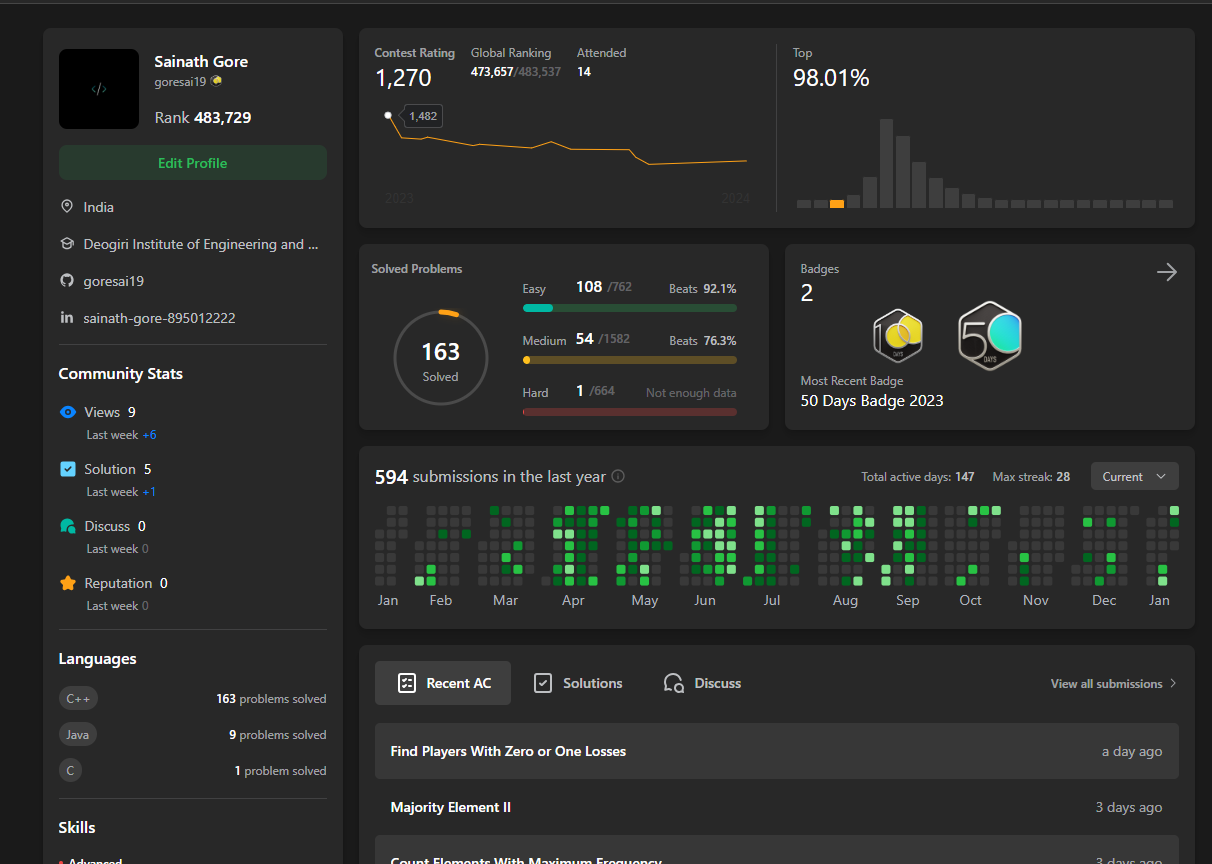 </>
Sainath Gore
goresai19
Rank 483,729
Edit Profile
India
Deogiri Institute of Engineering and ...
goresai19
sainath-gore-895012222
Community Stats
Views 9
Last week +6
Solution 5
Last week +1
Discuss 0
Last week 0
Reputation 0
Last week 0
Languages
C++ 163 problems solved
Java 9 problems solved
C 1 problem solved
Skills
Advanced
Contest Rating
1,270
Global Ranking
473,657/483,537
Attended
14
1,482
2023 2024
Top
98.01%
Solved Problems
163
Solved
Easy 108 /762 Beats 92.1%
Medium 54 /1582 Beats 76.3%
Hard 1 /664 Not enough data
Badges
2
100
DAYS
50
DAYS
Most Recent Badge
50 Days Badge 2023
594 submissions in the last year
Total active days: 147 Max streak: 28 Current
Jan Feb Mar Apr May Jun Jul Aug Sep Oct Nov Dec Jan
Recent AC Solutions Discuss View all submissions
Find Players With Zero or One Losses a day ago
Majority Element II 3 days ago
Count Elements With Maximum Frequency 3 days ago